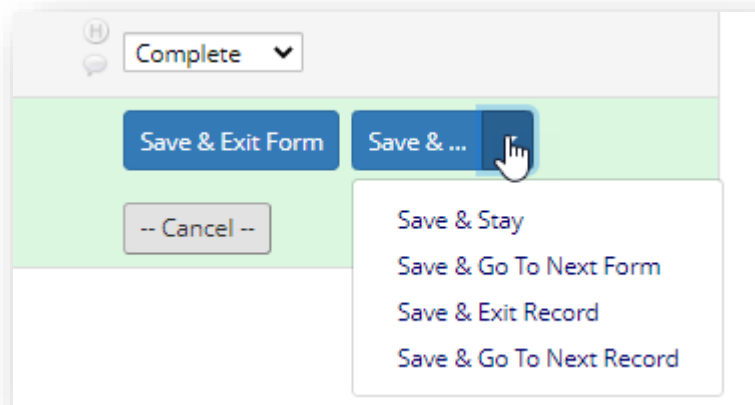 H
Complete
Save & Exit Form
Save & ...
-- Cancel --
Save & Stay
Save & Go To Next Form
Save & Exit Record
Save & Go To Next Record